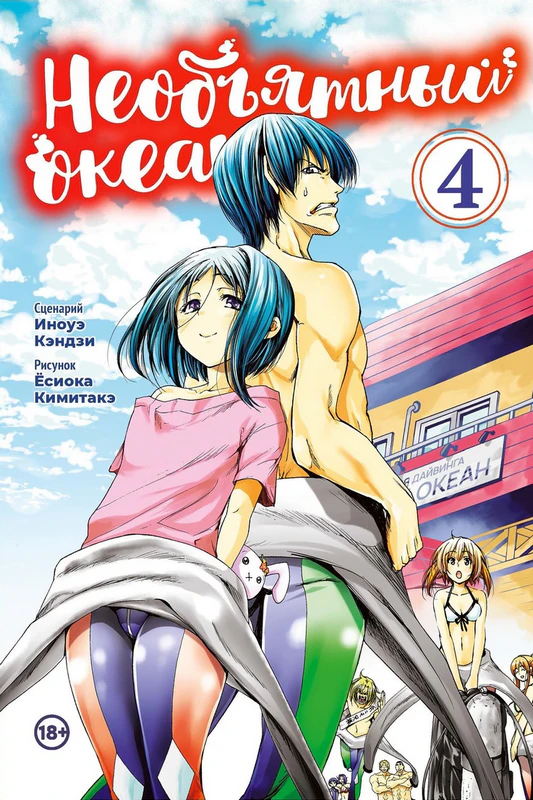 Необъятный
океан
4
Сценарий
Иноуэ
Кэндзи
Рисунок
Ёсиока
Кимитакэ
ДАЙВИНГА
ОКЕАН
18+